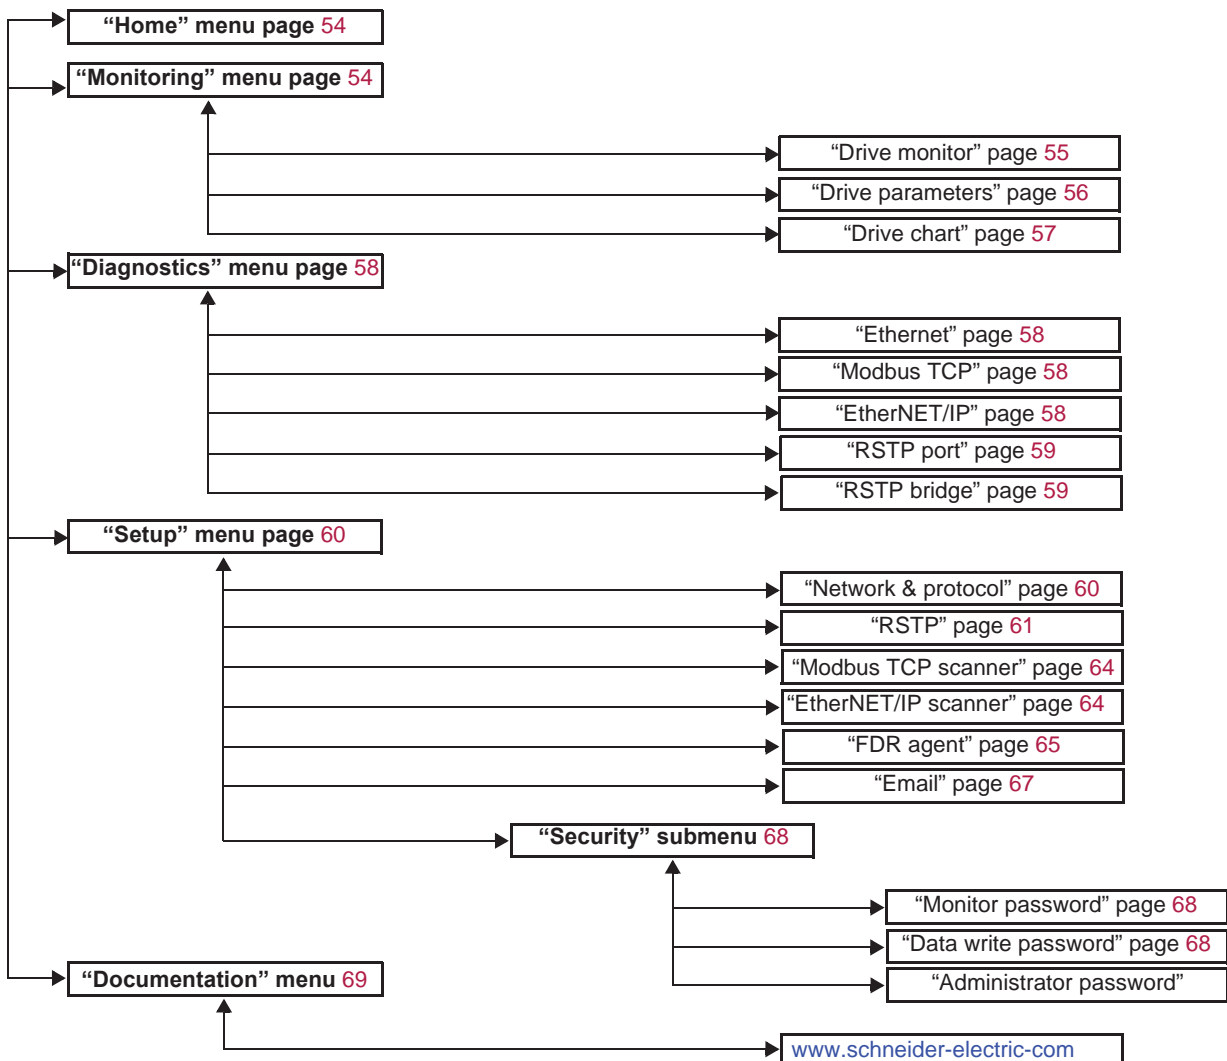 “Home” menu page 54
“Monitoring” menu page 54
“Drive monitor” page 55
“Drive parameters” page 56
“Drive chart” page 57
“Diagnostics” menu page 58
“Ethernet” page 58
“Modbus TCP” page 58
“EtherNET/IP” page 58
“RSTP port” page 59
“RSTP bridge” page 59
“Setup” menu page 60
“Network & protocol” page 60
“RSTP” page 61
“Modbus TCP scanner” page 64
“EtherNET/IP scanner” page 64
“FDR agent” page 65
“Email” page 67
“Security” submenu 68
“Monitor password” page 68
“Data write password” page 68
“Administrator password”
“Documentation” menu 69
www.schneider-electric-com